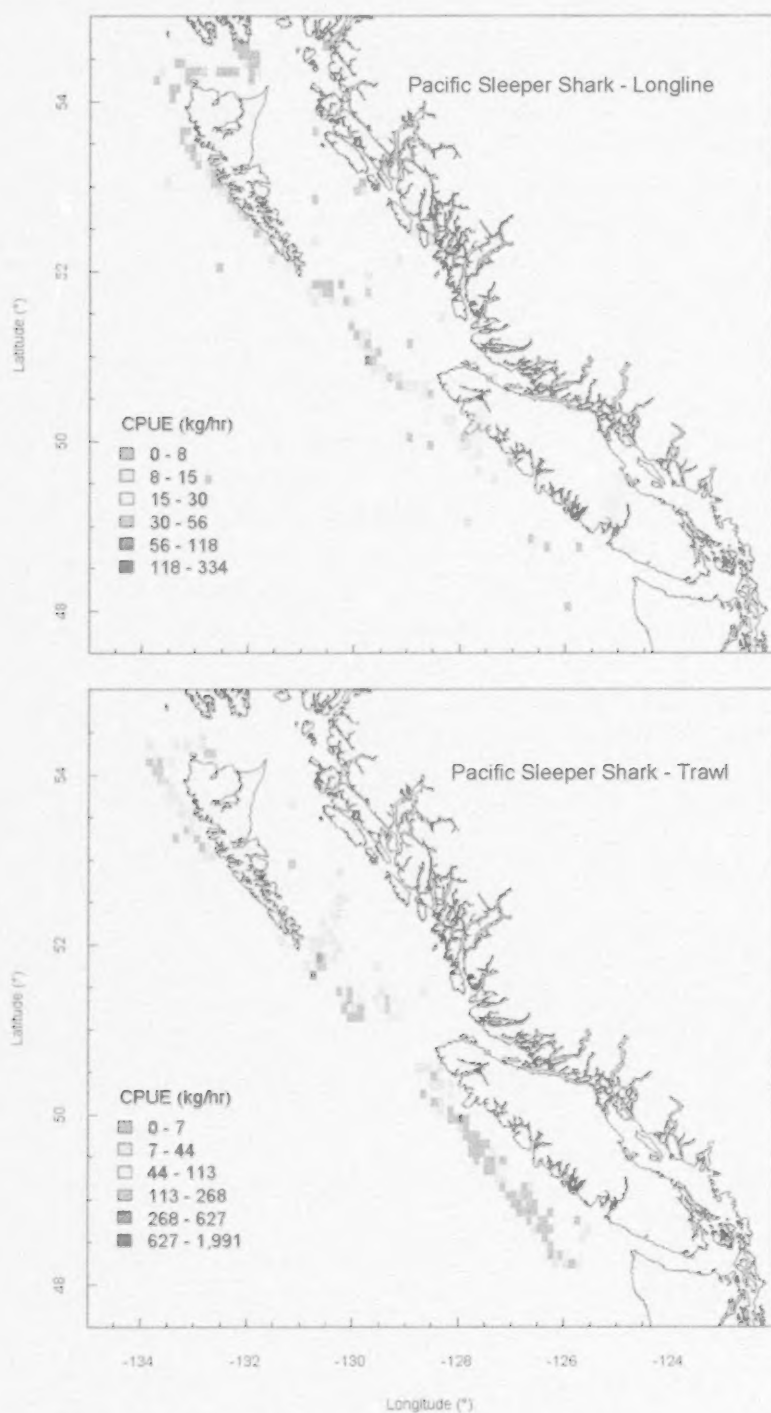 Pacific Sleeper Shark - Longline
54
52
50
48
Latitude (°)
CPUE (kg/hr)
0 - 8
8 - 15
15 - 30
30 - 56
56 - 118
118 - 334
Pacific Sleeper Shark - Trawl
54
52
50
48
Latitude (°)
CPUE (kg/hr)
0 - 7
7 - 44
44 - 113
113 - 268
268 - 627
627 - 1,991
-134 -132 -130 -128 -126 -124
Longitude (°)